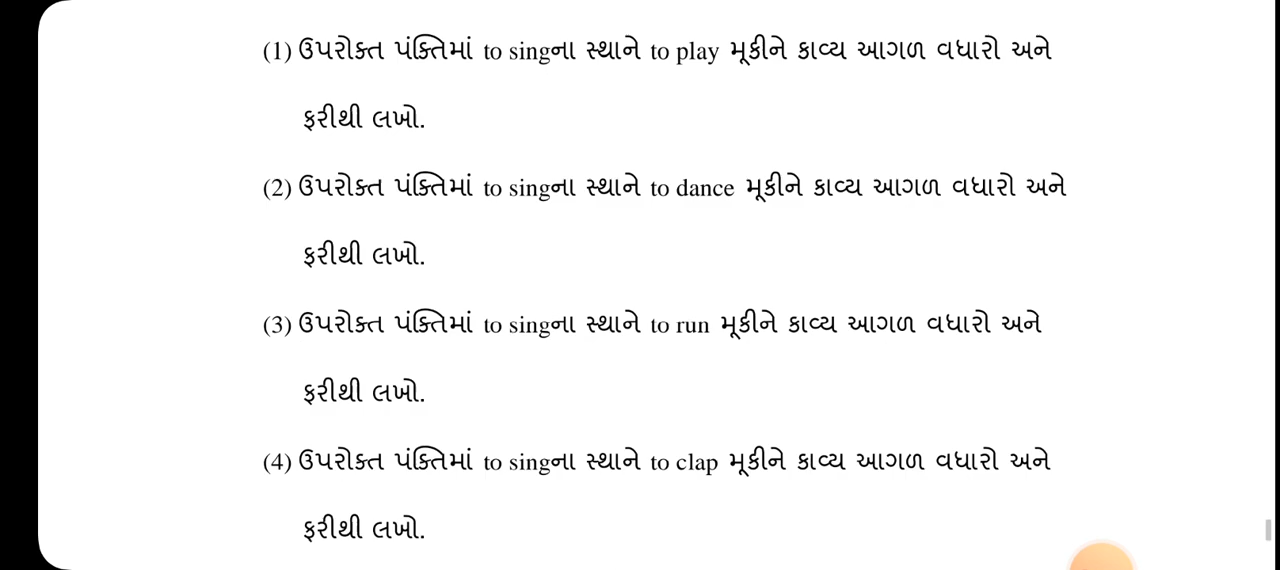 (1) ઉપરોક્ત પંક્તિમાં to singના સ્થાને to play મૂકીને કાવ્ય આગળ વધારો અને
ફરીથી લખો.
(2) ઉપરોક્ત પંક્તિમાં to singના સ્થાને to dance મૂકીને કાવ્ય આગળ વધારો અને
ફરીથી લખો.
(3) ઉપરોક્ત પંક્તિમાં to singના સ્થાને to run મૂકીને કાવ્ય આગળ વધારો અને
ફરીથી લખો.
(4) ઉપરોક્ત પંક્તિમાં to singના સ્થાને to clap મૂકીને કાવ્ય આગળ વધારો અને
ફરીથી લખો.